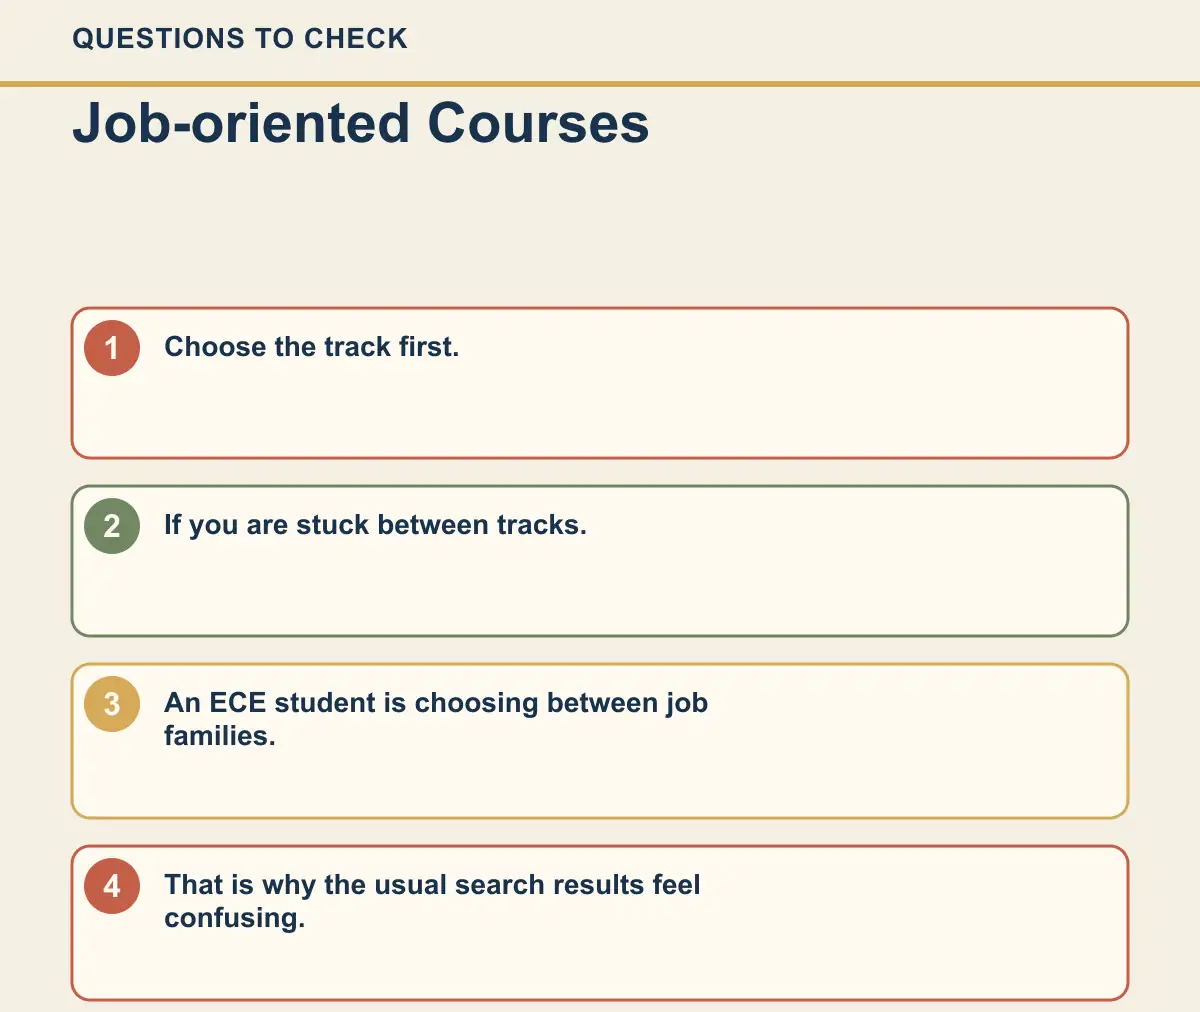 QUESTIONS TO CHECK
Job-oriented Courses
1
Choose the track first.
2
If you are stuck between tracks.
3
An ECE student is choosing between job
families.
4
That is why the usual search results feel
confusing.